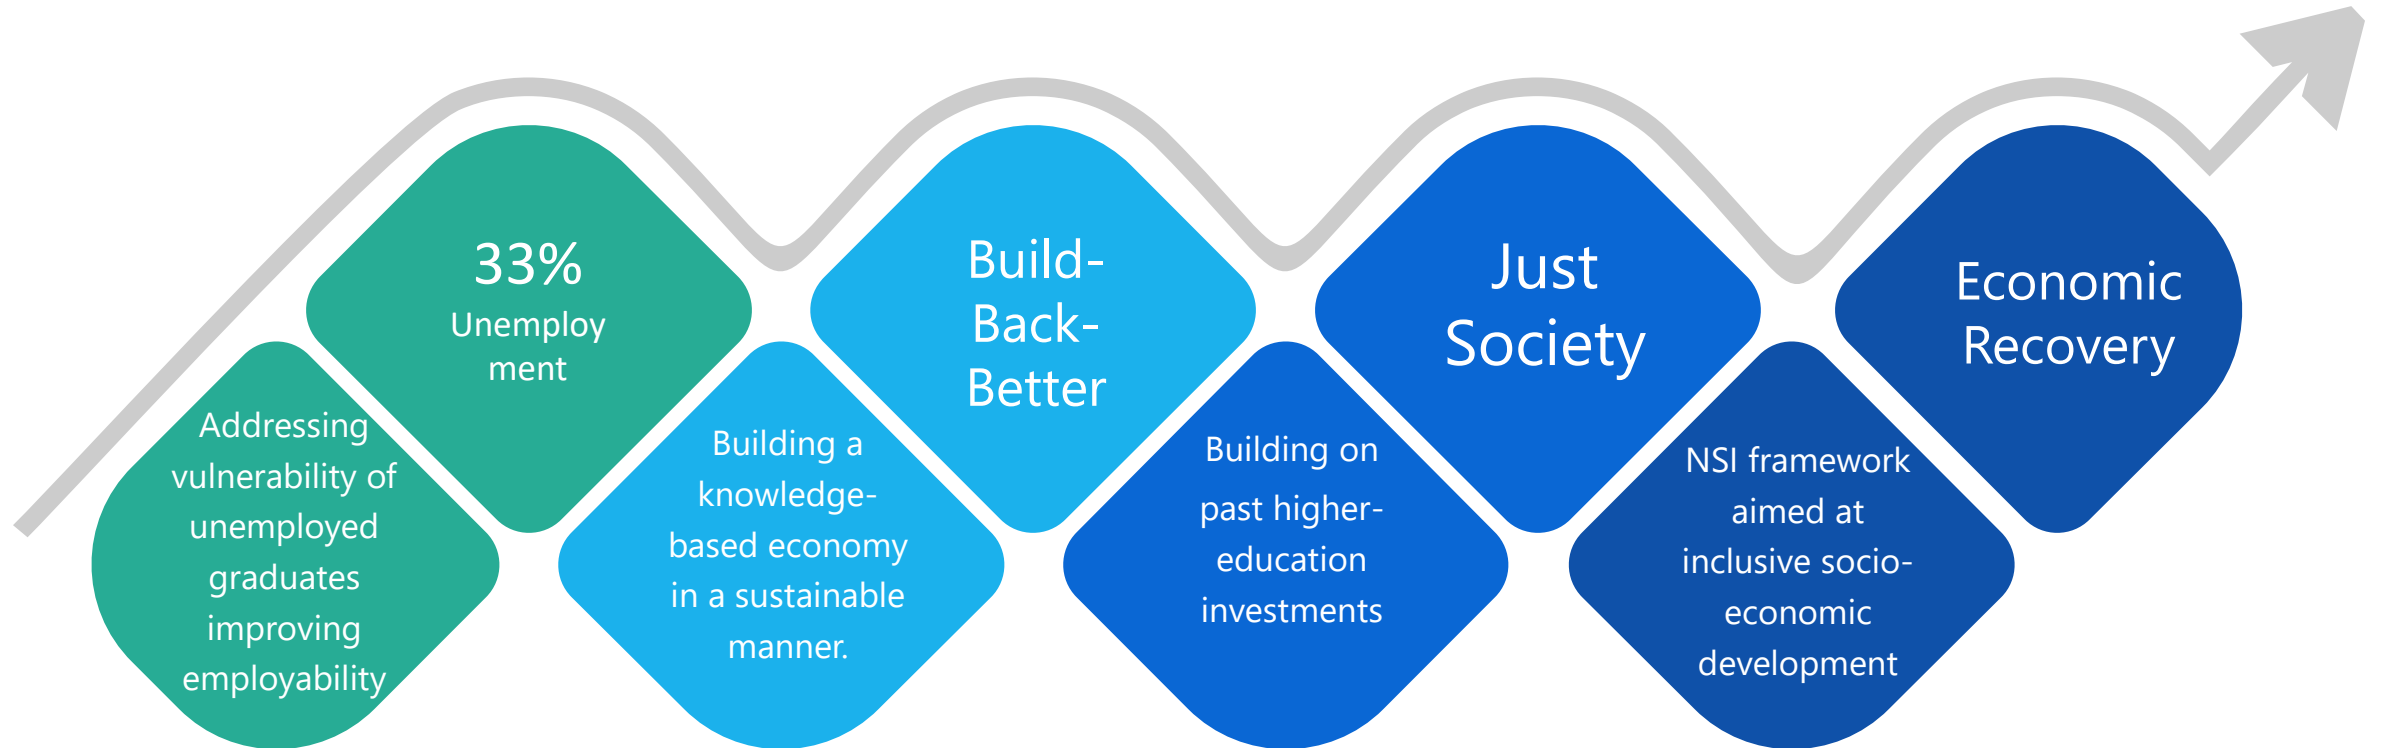 33%
Unemploy
ment
Addressing
vulnerability of
unemployed
graduates
improving
employability
Build-
Back-
Better
Building a
knowledge-
based economy
in a sustainable
manner.
Just
Society
Building on
past higher-
education
investments
Economic
Recovery
NSI framework
aimed at
inclusive socio-
economic
development